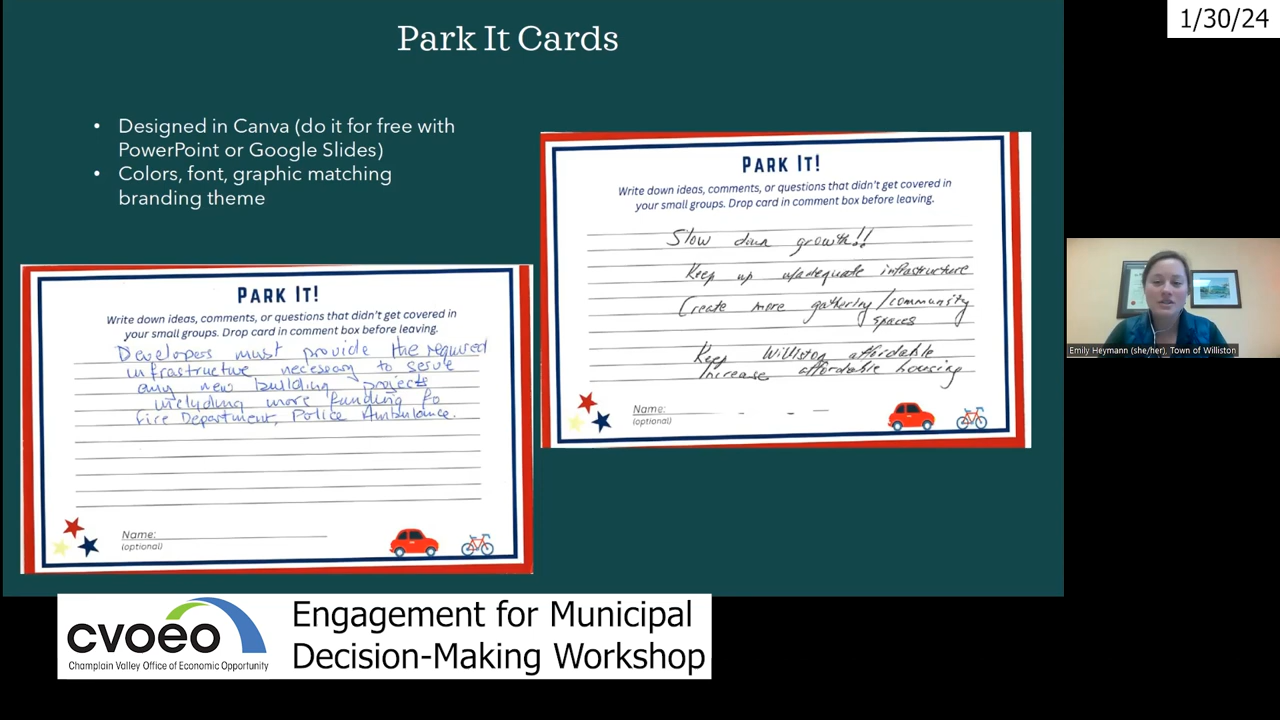 1/30/24
Park It Cards
• Designed in Canva (do it for free with
PowerPoint or Google Slides)
• Colors, font, graphic matching
branding theme
PARK IT!
Write down ideas, comments, or questions that didn't get covered in
your small groups. Drop card in comment box before leaving.
Developers must provide the required
infrastructure necessary to serve
any new building projects
including more funding fo
Fire Department, Police Ambulance.
Name:
(optional)
PARK IT!
Write down ideas, comments, or questions that didn't get covered in
your small groups. Drop card in comment box before leaving.
Slow down growth!!
Keep up w/adequate infrastructure
Create more gathering/community
spaces
Keep Williston affordable
Increase affordable housing
Name:
(optional)
Emily Heymann (she/her), Town of Williston
cvoeo
Champlain Valley Office of Economic Opportunity
Engagement for Municipal
Decision-Making Workshop